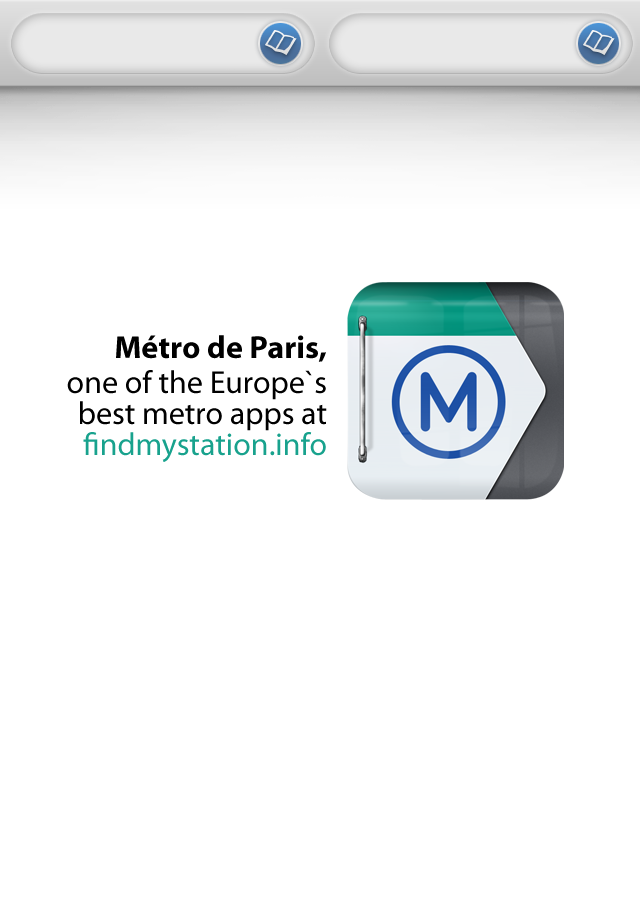 Métro de Paris,
one of the Europe`s
best metro apps at
findmystation.info
M